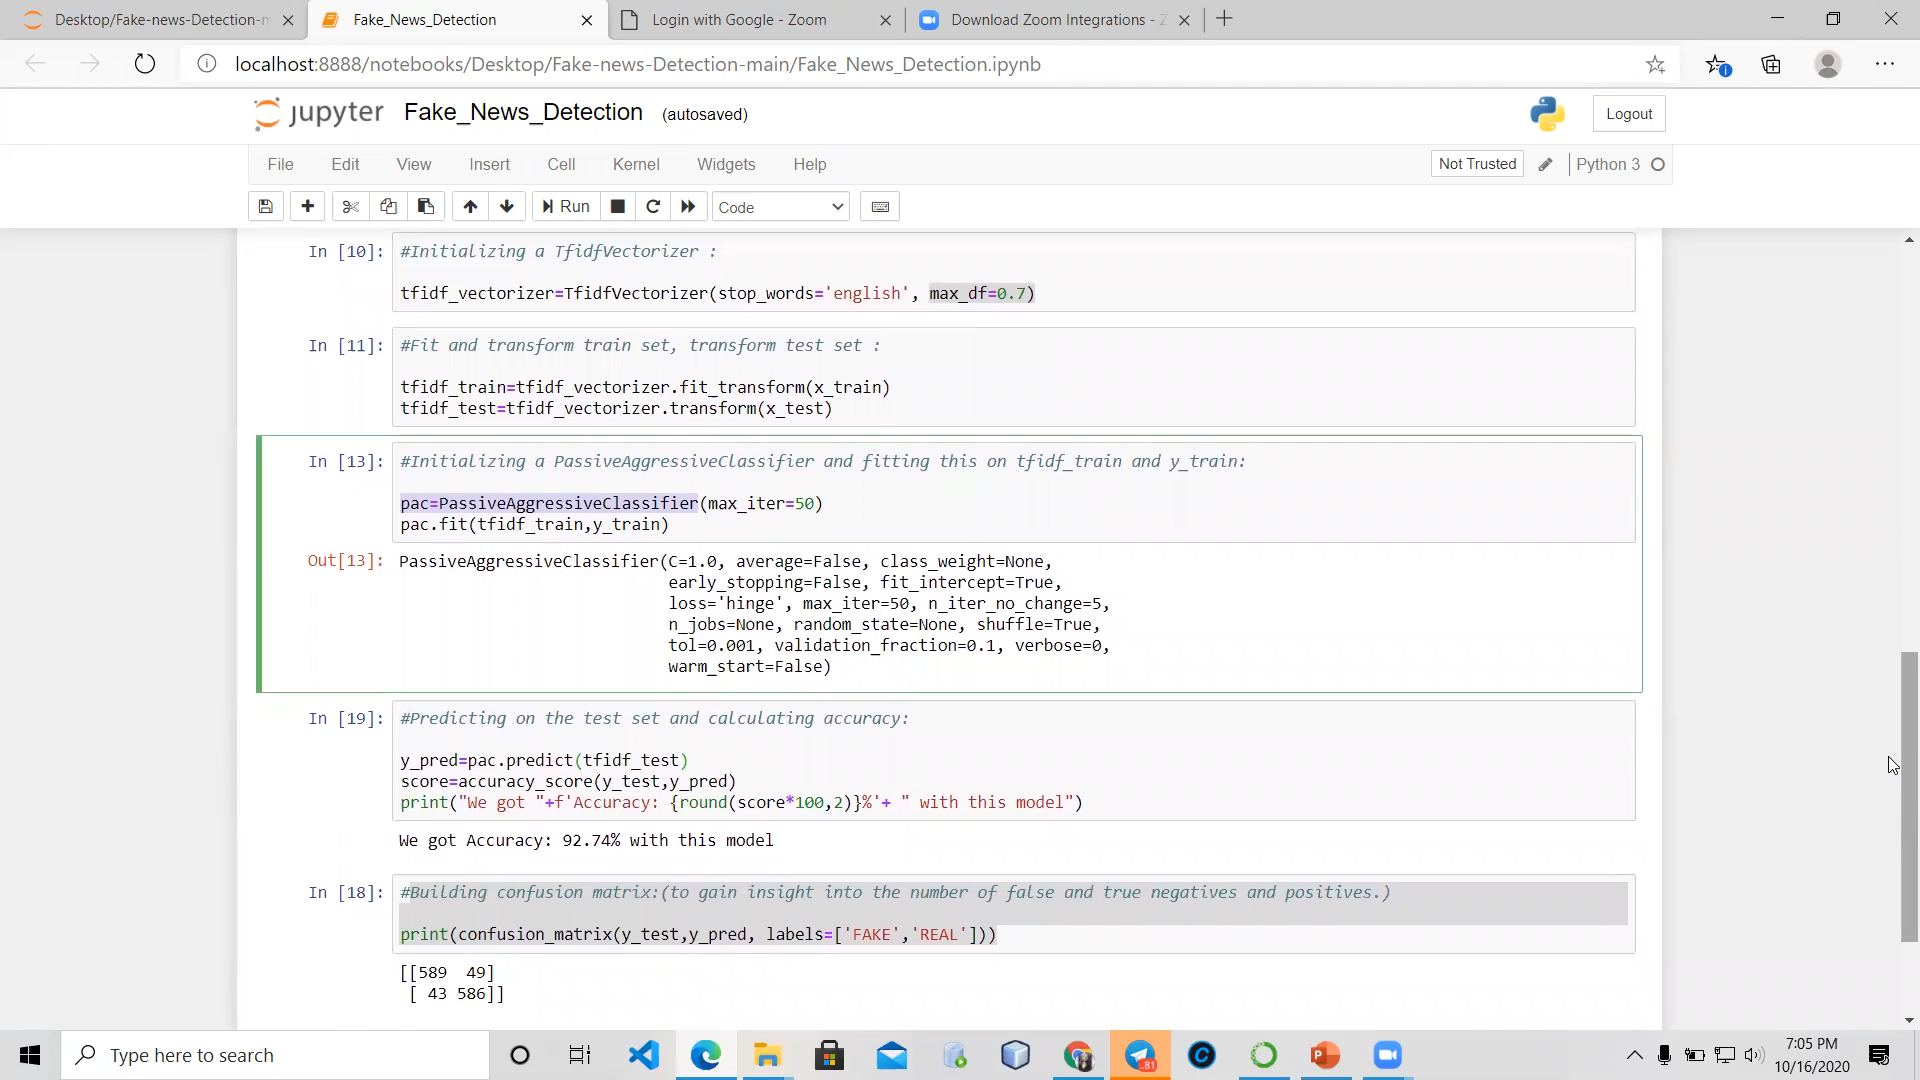 Desktop/Fake-news-Detection-m
Fake_News_Detection
Login with Google - Zoom
Download Zoom Integrations - Z
localhost:8888/notebooks/Desktop/Fake-news-Detection-main/Fake_News_Detection.ipynb
jupyter Fake_News_Detection (autosaved)
Logout
File Edit View Insert Cell Kernel Widgets Help
Not Trusted
Python 3
Run
Code
In [10]: #Initializing a TfidfVectorizer :
tfidf_vectorizer=TfidfVectorizer(stop_words='english', max_df=0.7)
In [11]: #Fit and transform train set, transform test set :
tfidf_train=tfidf_vectorizer.fit_transform(x_train)
tfidf_test=tfidf_vectorizer.transform(x_test)
In [13]: #Initializing a PassiveAggressiveClassifier and fitting this on tfidf_train and y_train:
pac=PassiveAggressiveClassifier(max_iter=50)
pac.fit(tfidf_train,y_train)
Out[13]: PassiveAggressiveClassifier(C=1.0, average=False, class_weight=None,
early_stopping=False, fit_intercept=True,
loss='hinge', max_iter=50, n_iter_no_change=5,
n_jobs=None, random_state=None, shuffle=True,
tol=0.001, validation_fraction=0.1, verbose=0,
warm_start=False)
In [19]: #Predicting on the test set and calculating accuracy:
y_pred=pac.predict(tfidf_test)
score=accuracy_score(y_test,y_pred)
print("We got "+f'Accuracy: {round(score*100,2)}%'+ " with this model")
We got Accuracy: 92.74% with this model
In [18]: #Building confusion matrix:(to gain insight into the number of false and true negatives and positives.)
print(confusion_matrix(y_test,y_pred, labels=['FAKE','REAL']))
[[589 49]
[ 43 586]]
Type here to search
81
7:05 PM
10/16/2020